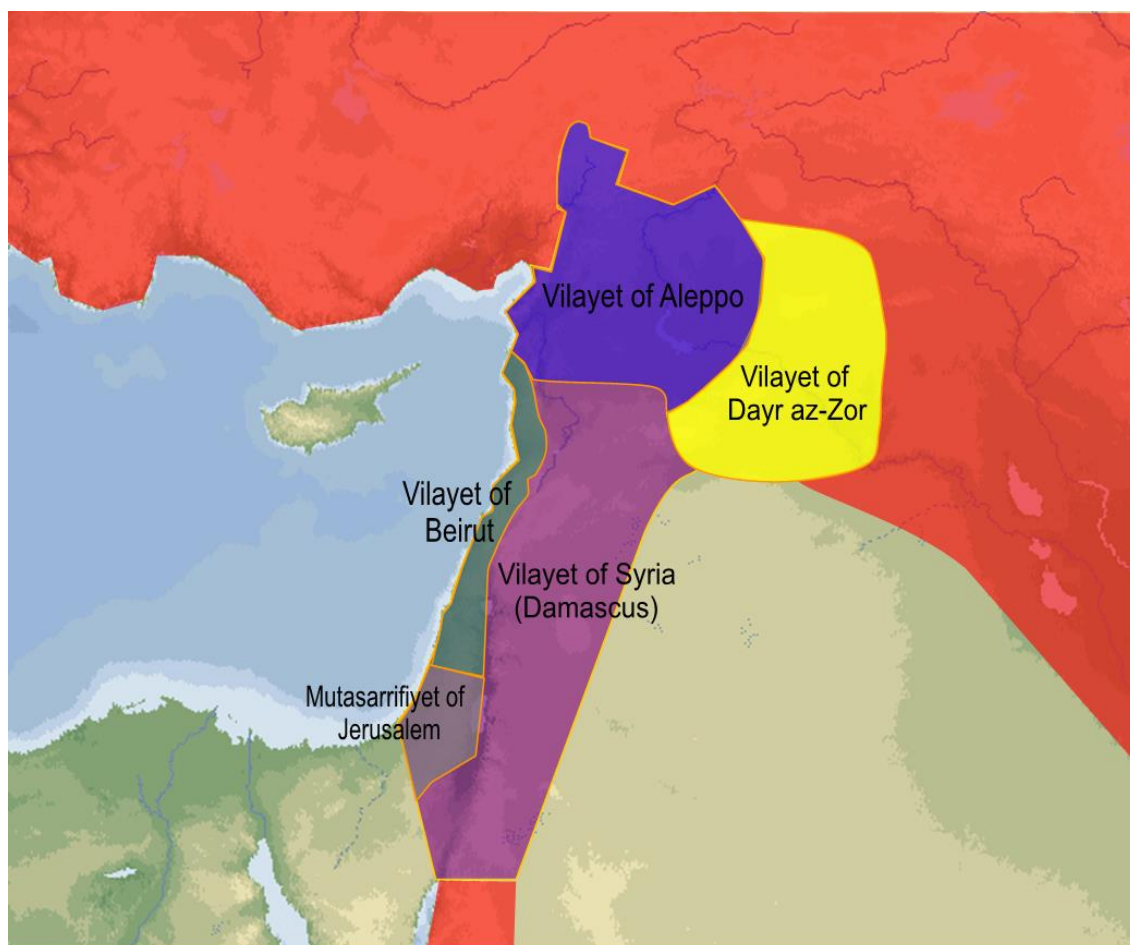 Vilayet of Aleppo
Vilayet of
Dayr az-Zor
Vilayet of
Beirut
Vilayet of Syria
(Damascus)
Mutasarrifiyet of
Jerusalem